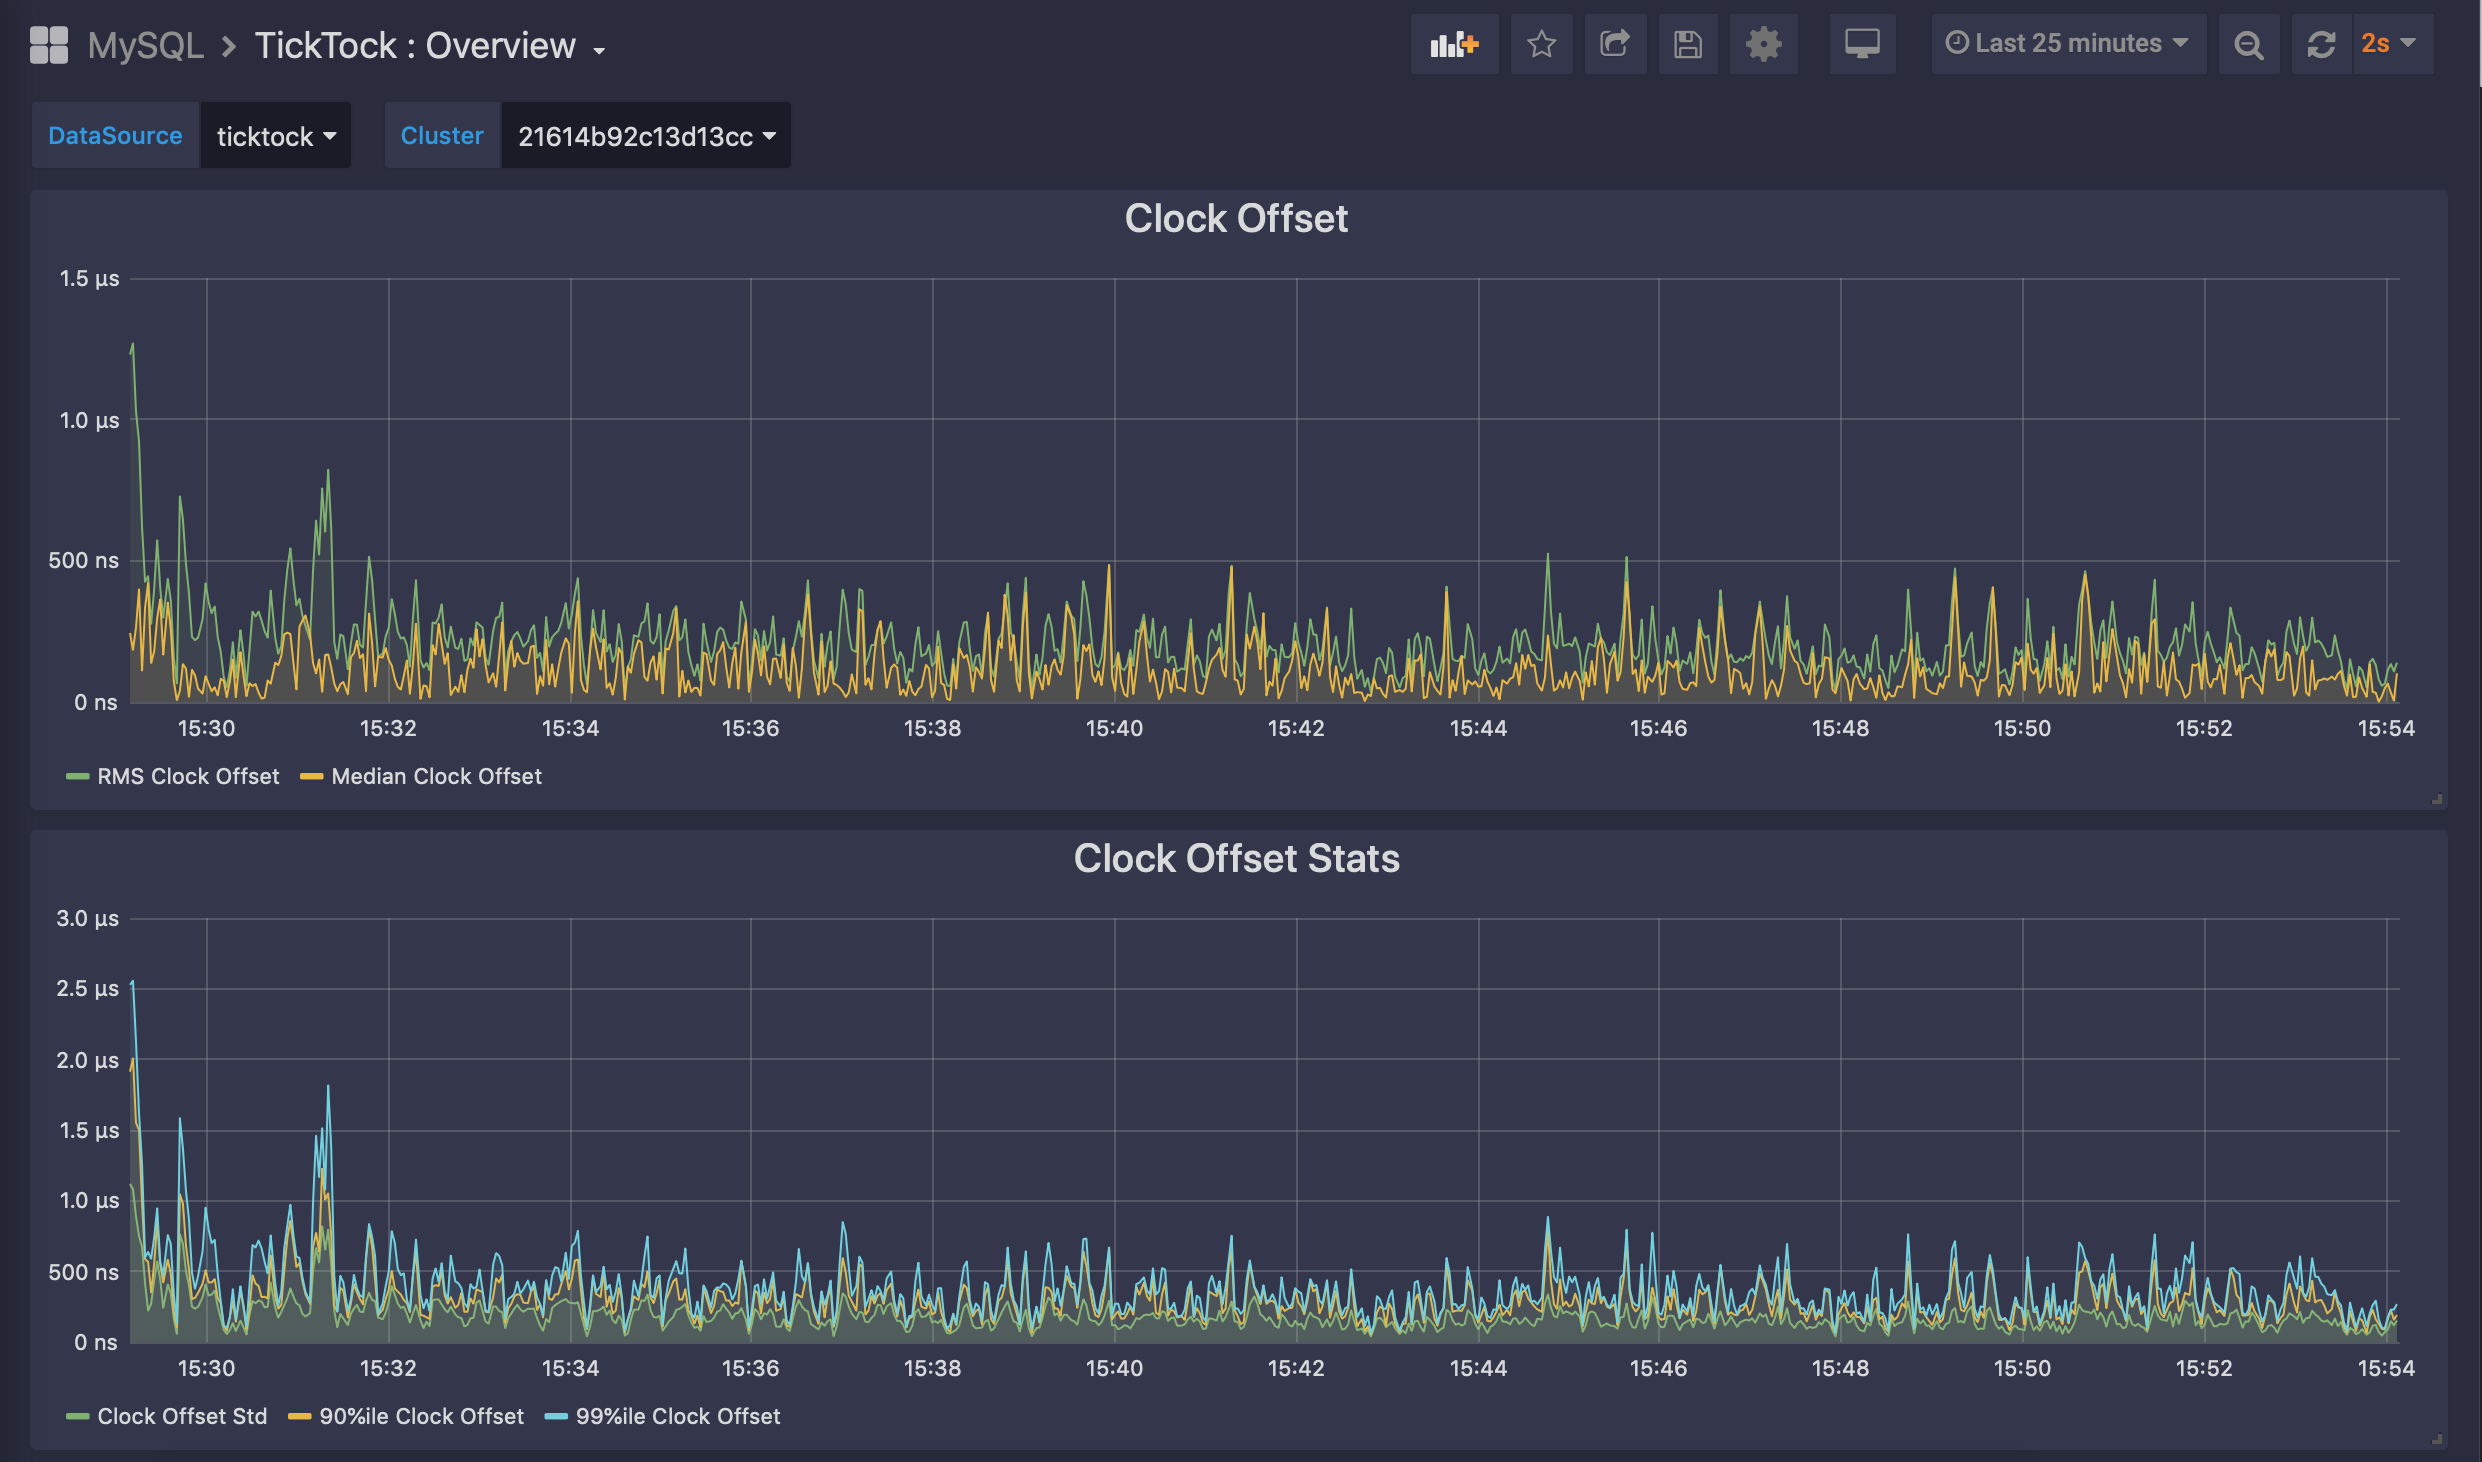 MySQL > TickTock : Overview
Last 25 minutes
2s
DataSource ticktock Cluster 21614b92c13d13cc
Clock Offset
1.5 µs
1.0 µs
500 ns
0 ns
15:30 15:32 15:34 15:36 15:38 15:40 15:42 15:44 15:46 15:48 15:50 15:52 15:54
RMS Clock Offset Median Clock Offset
Clock Offset Stats
3.0 µs
2.5 µs
2.0 µs
1.5 µs
1.0 µs
500 ns
0 ns
15:30 15:32 15:34 15:36 15:38 15:40 15:42 15:44 15:46 15:48 15:50 15:52 15:54
Clock Offset Std 90%ile Clock Offset 99%ile Clock Offset